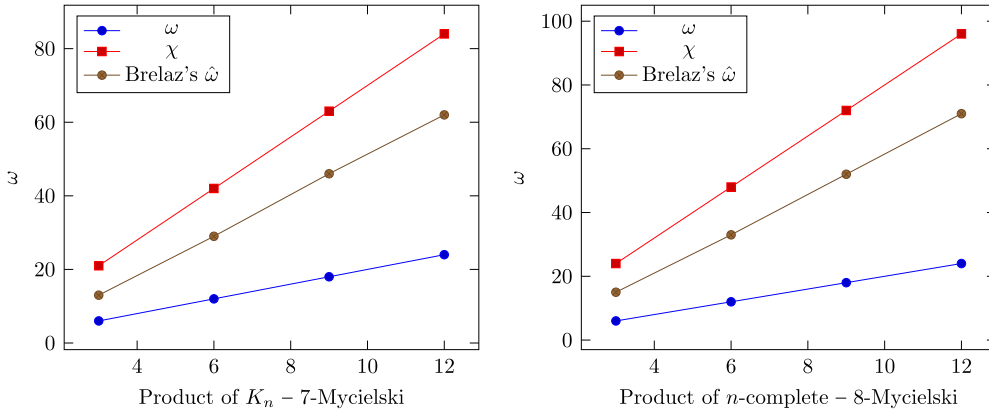 ω
χ
Brelaz's ω̂
80
60
40
20
0
ω
4
6
8
10
12
Product of Kₙ – 7-Mycielski
ω
χ
Brelaz's ω̂
100
80
60
40
20
0
ω
4
6
8
10
12
Product of n-complete – 8-Mycielski